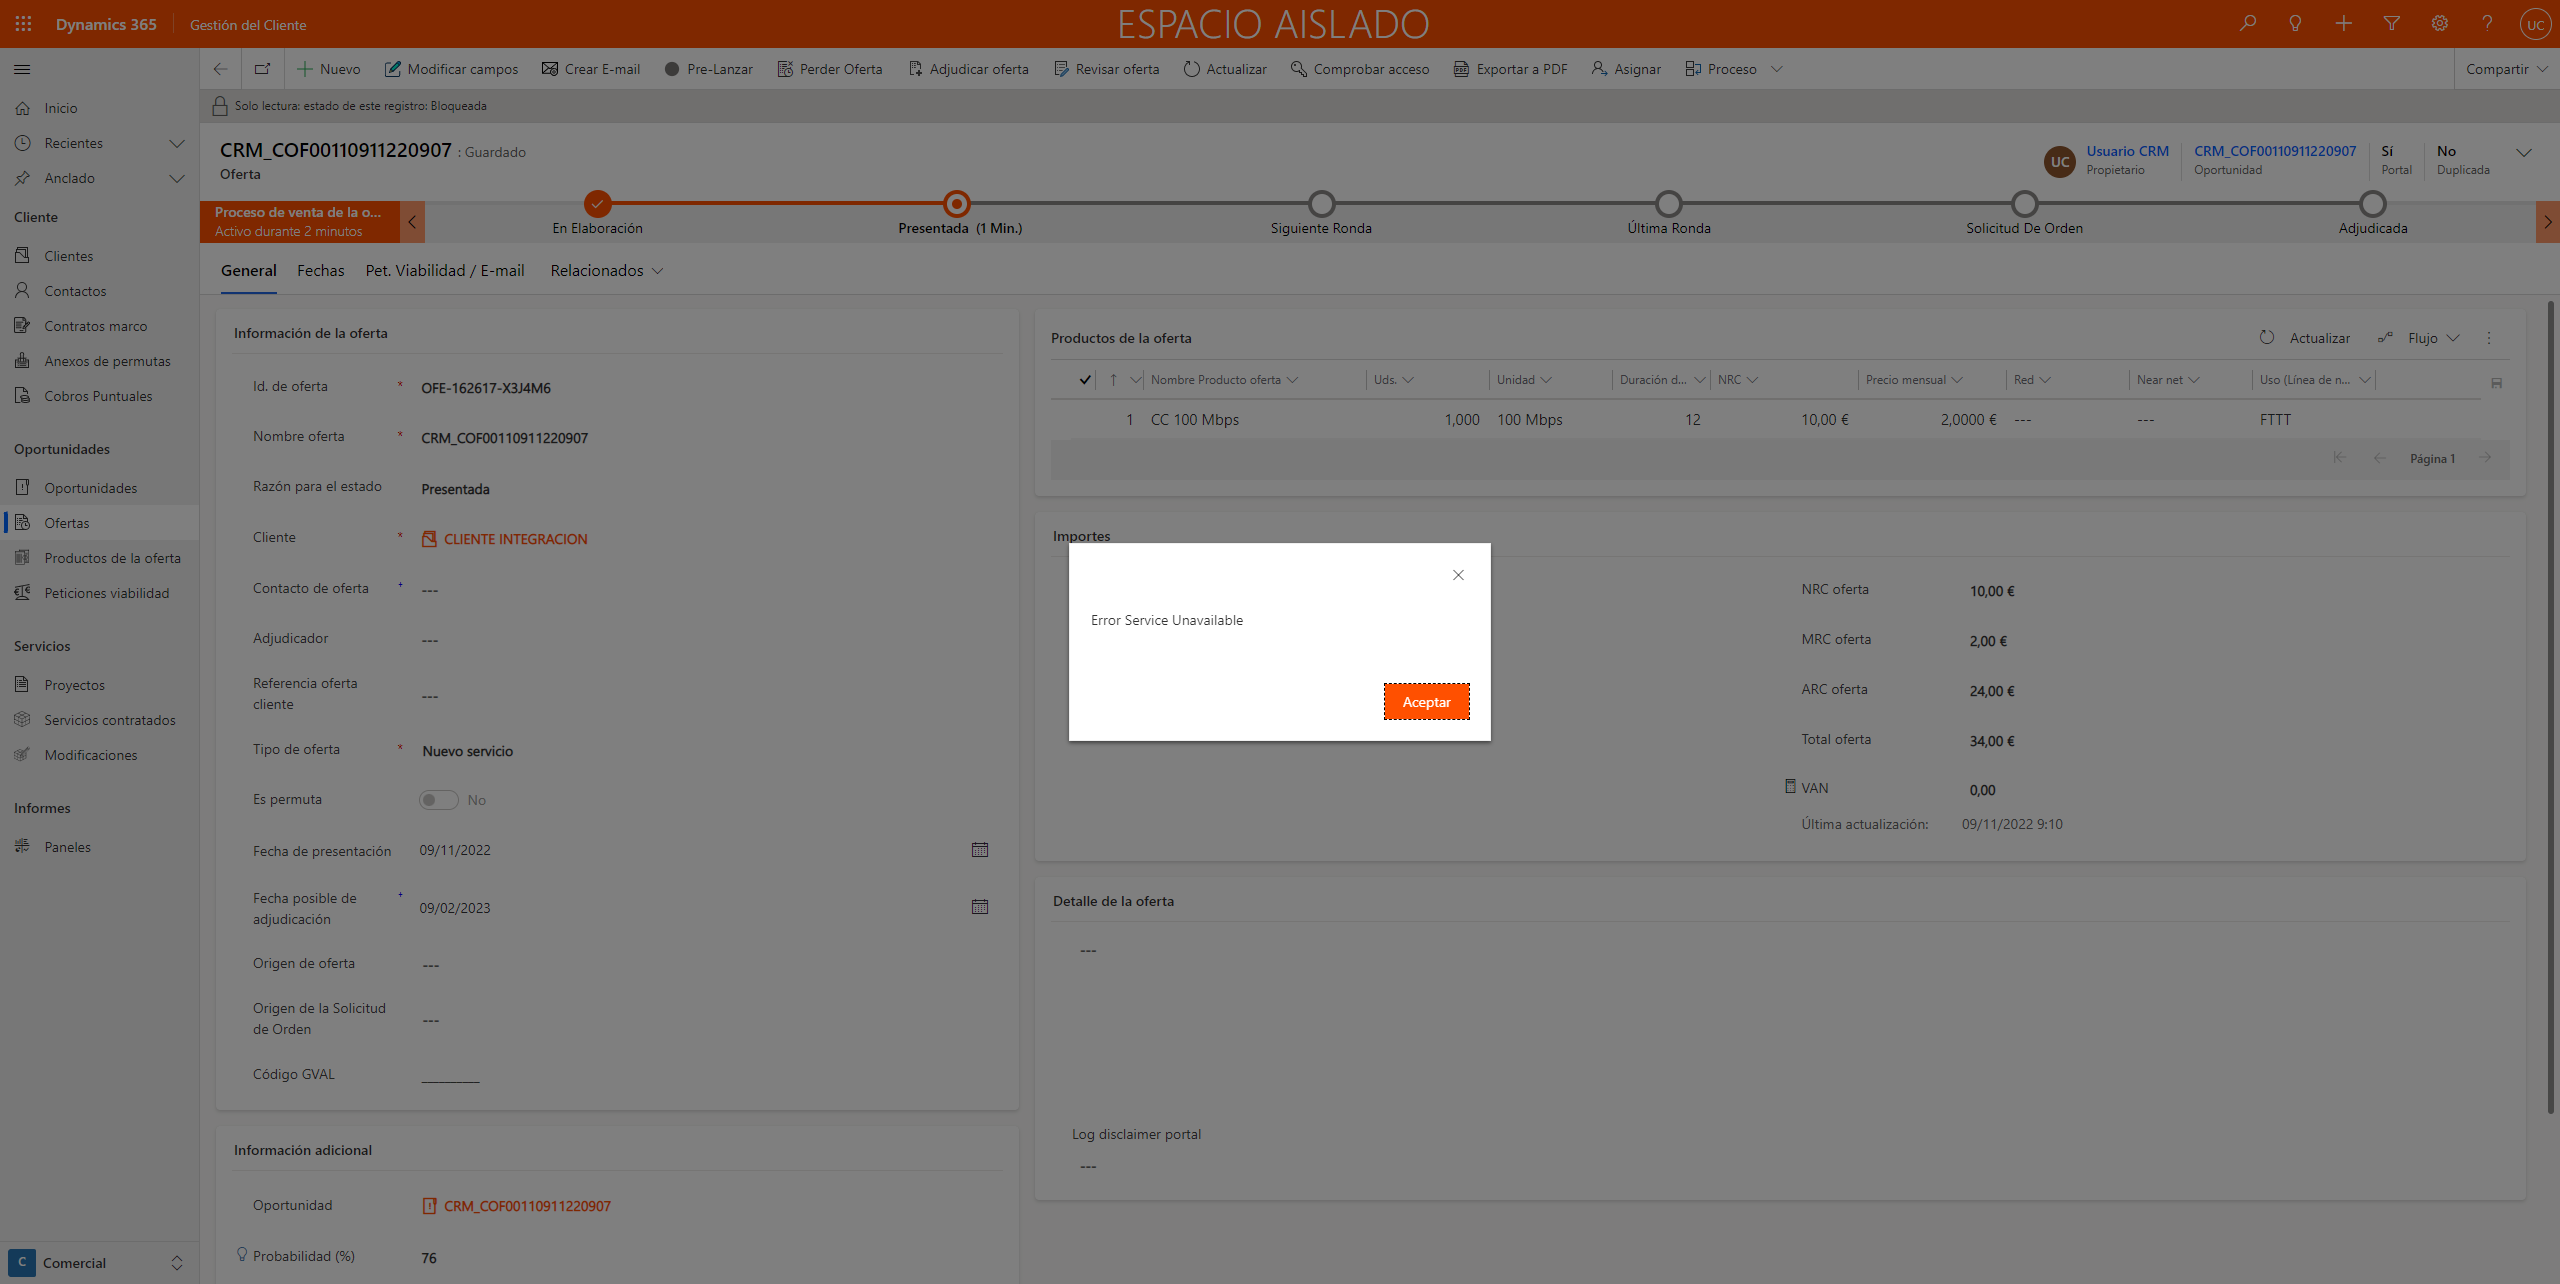 Dynamics 365
Gestión del Cliente
ESPACIO AISLADO
UC
Nuevo
Modificar campos
Crear E-mail
Pre-Lanzar
Perder Oferta
Adjudicar oferta
Revisar oferta
Actualizar
Comprobar acceso
Exportar a PDF
Asignar
Proceso
Compartir
Solo lectura: estado de este registro: Bloqueada
Inicio
Recientes
Anclado
Cliente
Clientes
Contactos
Contratos marco
Anexos de permutas
Cobros Puntuales
Oportunidades
Oportunidades
Ofertas
Productos de la oferta
Peticiones viabilidad
Servicios
Proyectos
Servicios contratados
Modificaciones
Informes
Paneles
C Comercial
CRM_COF00110911220907 : Guardado
Oferta
UC
Usuario CRM
Propietario
CRM_COF00110911220907
Oportunidad
Sí
Portal
No
Duplicada
Proceso de venta de la o...
Activo durante 2 minutos
En Elaboración
Presentada (1 Min.)
Siguiente Ronda
Última Ronda
Solicitud De Orden
Adjudicada
General
Fechas
Pet. Viabilidad / E-mail
Relacionados
Información de la oferta
Id. de oferta * OFE-162617-X3J4M6
Nombre oferta * CRM_COF00110911220907
Razón para el estado Presentada
Cliente * CLIENTE INTEGRACION
Contacto de oferta + ---
Adjudicador ---
Referencia oferta
cliente ---
Tipo de oferta * Nuevo servicio
Es permuta No
Fecha de presentación 09/11/2022
Fecha posible de
adjudicación + 09/02/2023
Origen de oferta ---
Origen de la Solicitud
de Orden ---
Código GVAL __________
Información adicional
Oportunidad CRM_COF00110911220907
Probabilidad (%) 76
Productos de la oferta
Actualizar
Flujo
Nombre Producto oferta
Uds.
Unidad
Duración d...
NRC
Precio mensual
Red
Near net
Uso (Línea de n...
1 CC 100 Mbps 1,000 100 Mbps 12 10,00 € 2,0000 € --- --- FTTT
Página 1
Importes
NRC oferta 10,00 €
MRC oferta 2,00 €
ARC oferta 24,00 €
Total oferta 34,00 €
VAN 0,00
Última actualización: 09/11/2022 9:10
Error Service Unavailable
Aceptar
Detalle de la oferta
---
Log disclaimer portal
---